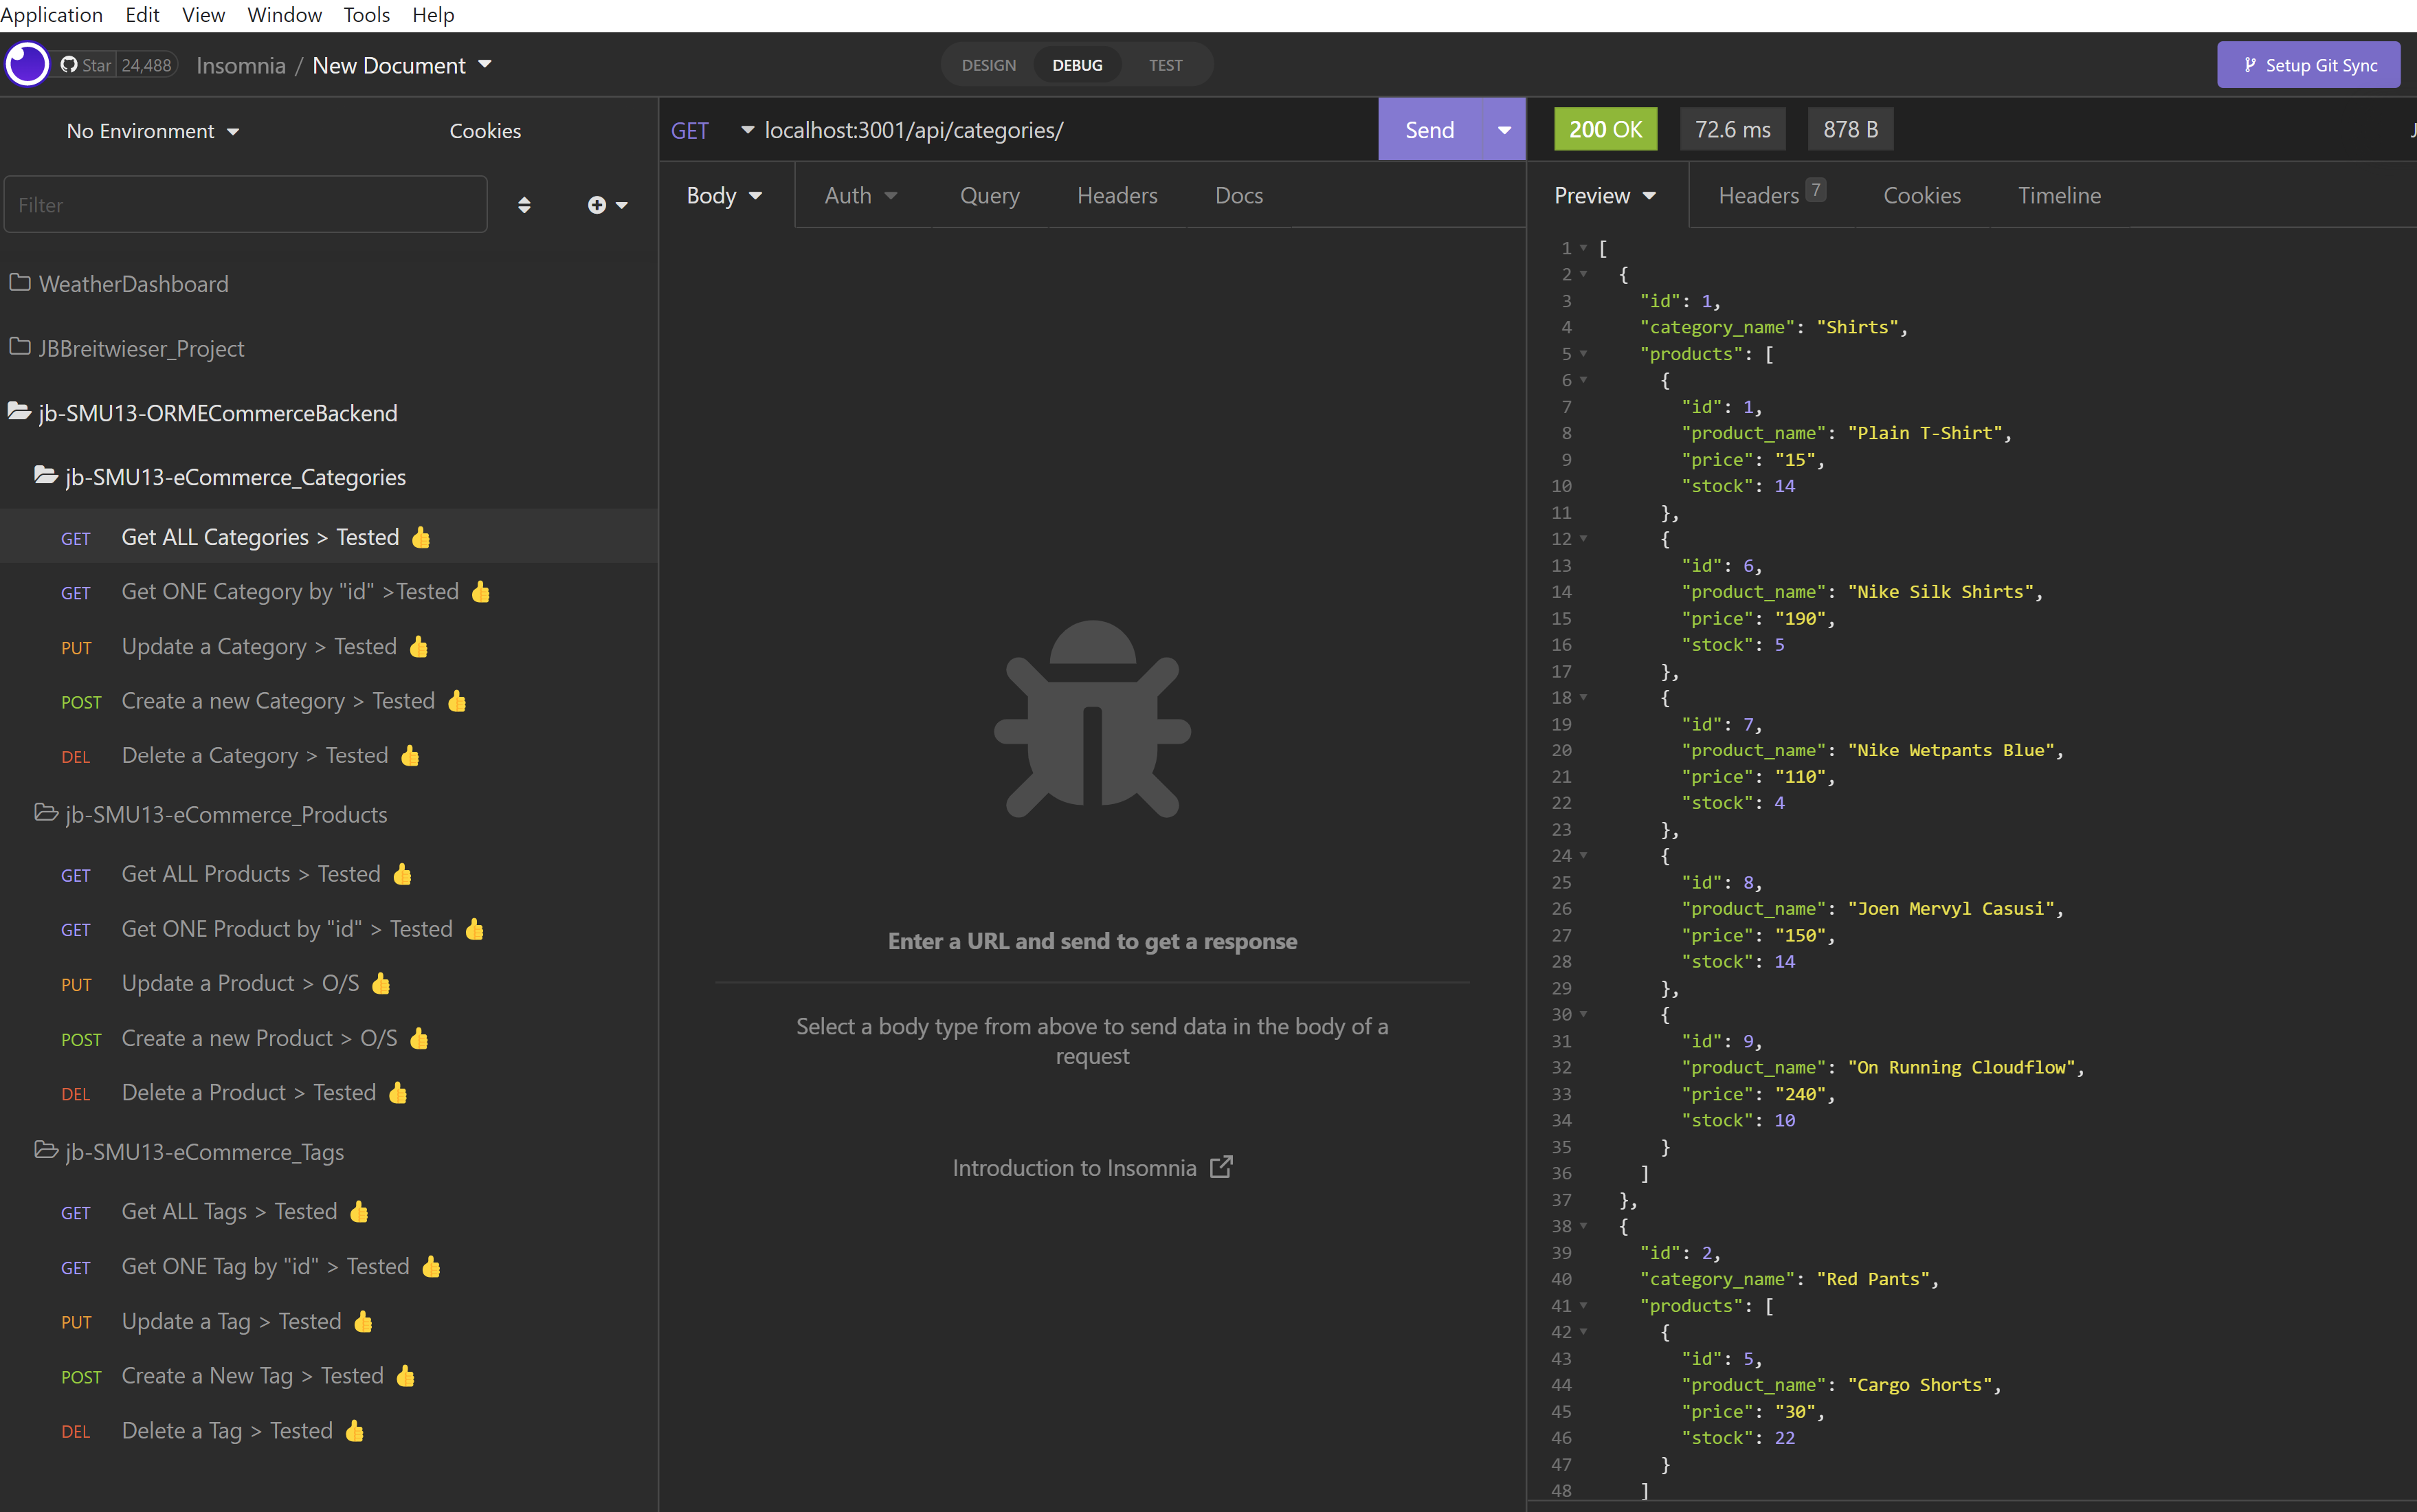 Application Edit View Window Tools Help
Star 24,488 Insomnia / New Document
DESIGN DEBUG TEST
Setup Git Sync
No Environment Cookies
Filter
WeatherDashboard
JBBreitwieser_Project
jb-SMU13-ORMECommerceBackend
jb-SMU13-eCommerce_Categories
GET Get ALL Categories > Tested 👍
GET Get ONE Category by "id" >Tested 👍
PUT Update a Category > Tested 👍
POST Create a new Category > Tested 👍
DEL Delete a Category > Tested 👍
jb-SMU13-eCommerce_Products
GET Get ALL Products > Tested 👍
GET Get ONE Product by "id" > Tested 👍
PUT Update a Product > O/S 👍
POST Create a new Product > O/S 👍
DEL Delete a Product > Tested 👍
jb-SMU13-eCommerce_Tags
GET Get ALL Tags > Tested 👍
GET Get ONE Tag by "id" > Tested 👍
PUT Update a Tag > Tested 👍
POST Create a New Tag > Tested 👍
DEL Delete a Tag > Tested 👍
GET localhost:3001/api/categories/ Send
Body Auth Query Headers Docs
Enter a URL and send to get a response
Select a body type from above to send data in the body of a
request
Introduction to Insomnia
200 OK 72.6 ms 878 B J
Preview Headers 7 Cookies Timeline
1 [
2 {
3 "id": 1,
4 "category_name": "Shirts",
5 "products": [
6 {
7 "id": 1,
8 "product_name": "Plain T-Shirt",
9 "price": "15",
10 "stock": 14
11 },
12 {
13 "id": 6,
14 "product_name": "Nike Silk Shirts",
15 "price": "190",
16 "stock": 5
17 },
18 {
19 "id": 7,
20 "product_name": "Nike Wetpants Blue",
21 "price": "110",
22 "stock": 4
23 },
24 {
25 "id": 8,
26 "product_name": "Joen Mervyl Casusi",
27 "price": "150",
28 "stock": 14
29 },
30 {
31 "id": 9,
32 "product_name": "On Running Cloudflow",
33 "price": "240",
34 "stock": 10
35 }
36 ]
37 },
38 {
39 "id": 2,
40 "category_name": "Red Pants",
41 "products": [
42 {
43 "id": 5,
44 "product_name": "Cargo Shorts",
45 "price": "30",
46 "stock": 22
47 }
48 ]